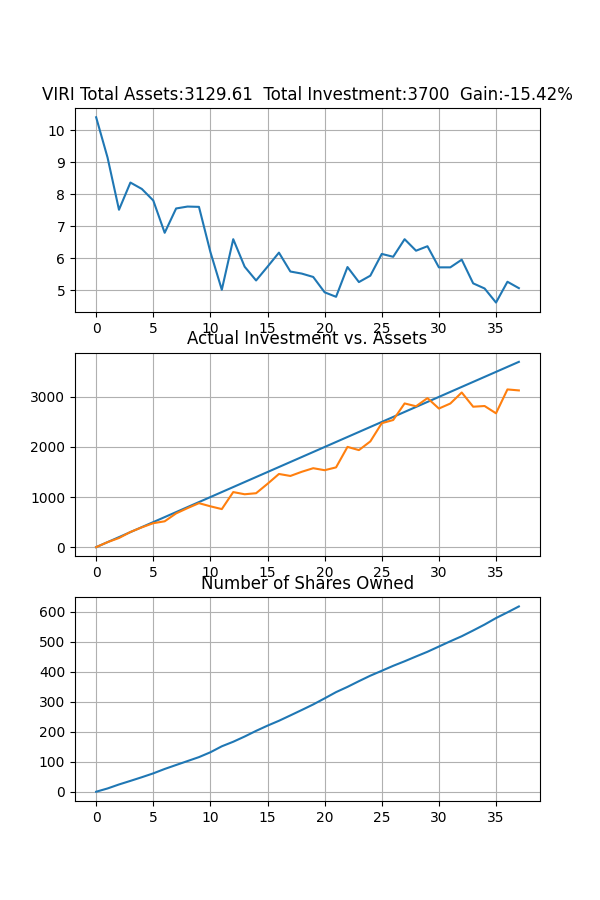 VIRI Total Assets:3129.61  Total Investment:3700  Gain:-15.42%
10
9
8
7
6
5
0 5 10 15 20 25 30 35
Actual Investment vs. Assets
3000
2000
1000
0
0 5 10 15 20 25 30 35
Number of Shares Owned
600
500
400
300
200
100
0
0 5 10 15 20 25 30 35